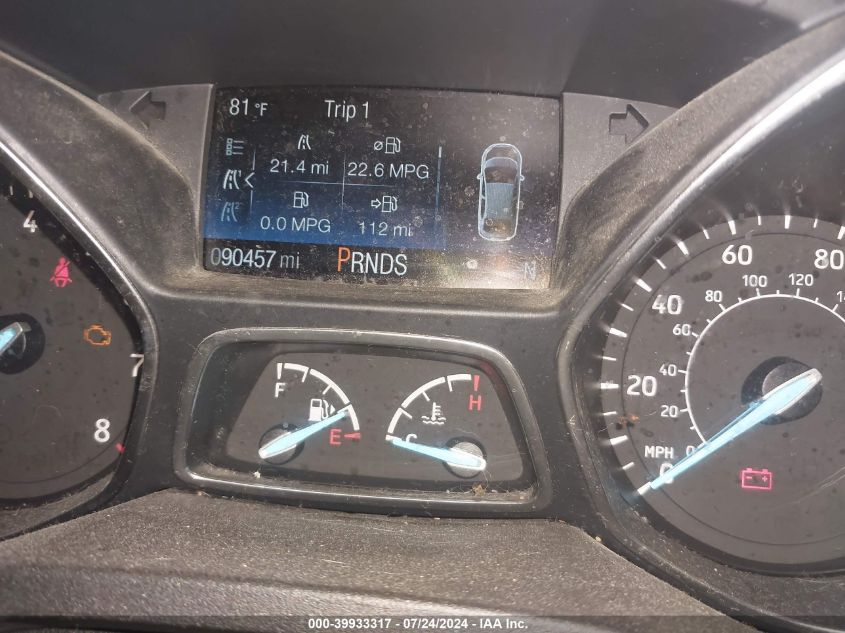 81 °F Trip 1
21.4 mi 22.6 MPG
0.0 MPG 112 mi
090457 mi PRNDS N
4
7
8
F
E
H
C
MPH
0
20
40
60
80
0
20
40
60
80
100
120
000-39933317 / 07/24/2024 - IAA Inc.